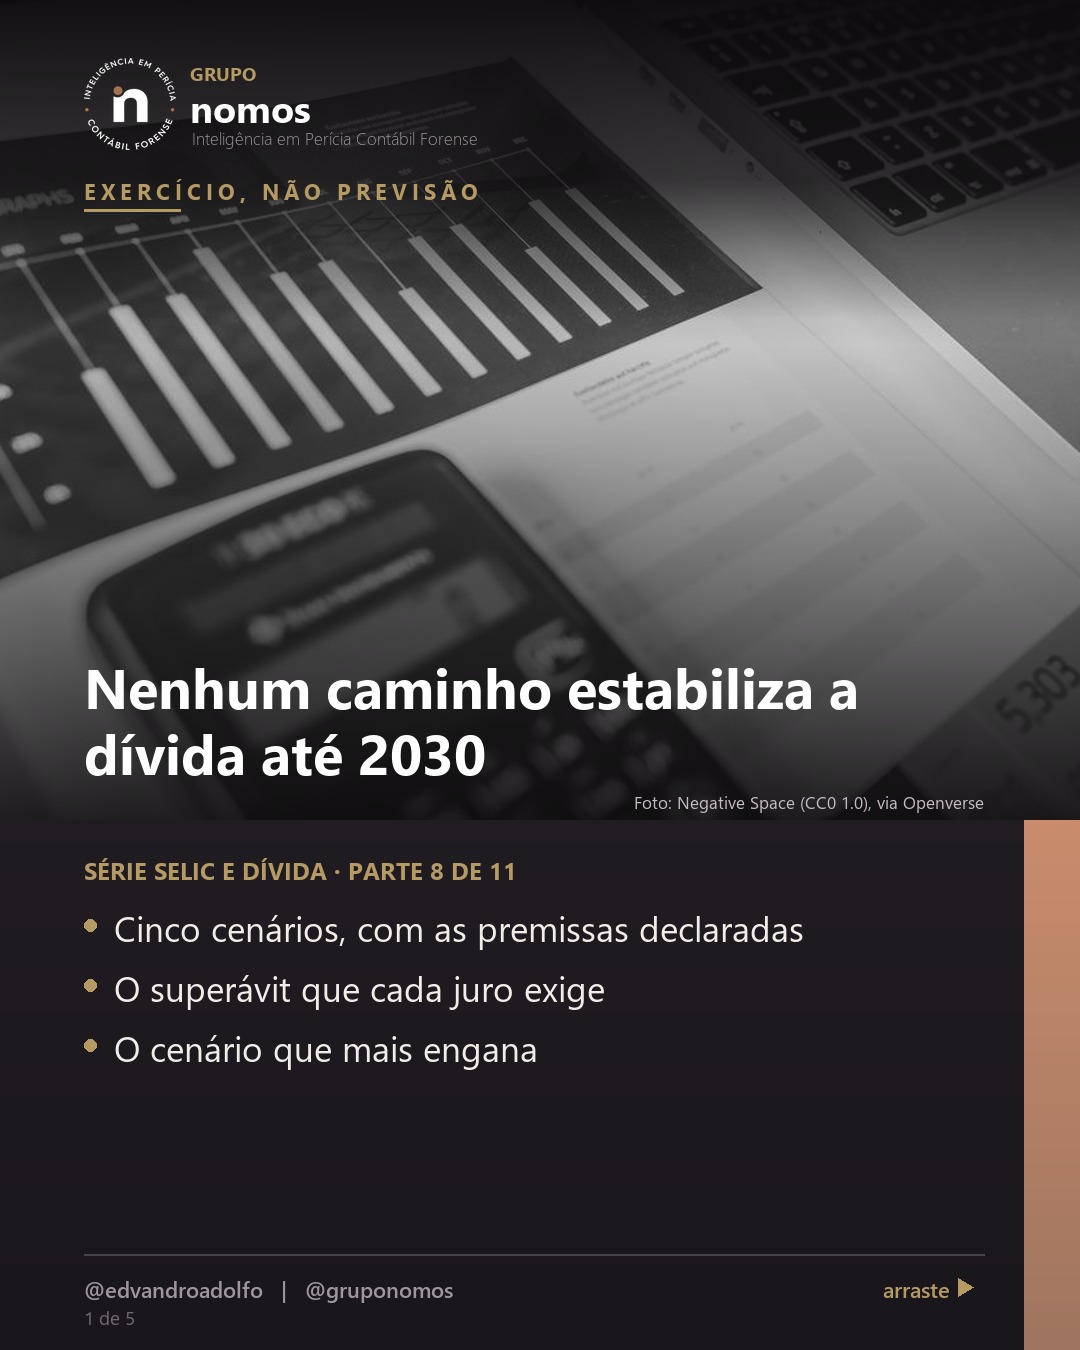 INTELIGÊNCIA EM PERÍCIA
CONTÁBIL FORENSE
n
GRUPO
nomos
Inteligência em Perícia Contábil Forense
EXERCÍCIO, NÃO PREVISÃO
GRAPHS
5,303
Nenhum caminho estabiliza a
dívida até 2030
Foto: Negative Space (CC0 1.0), via Openverse
SÉRIE SELIC E DÍVIDA · PARTE 8 DE 11
Cinco cenários, com as premissas declaradas
O superávit que cada juro exige
O cenário que mais engana
@edvandroadolfo | @gruponomos
arraste
1 de 5